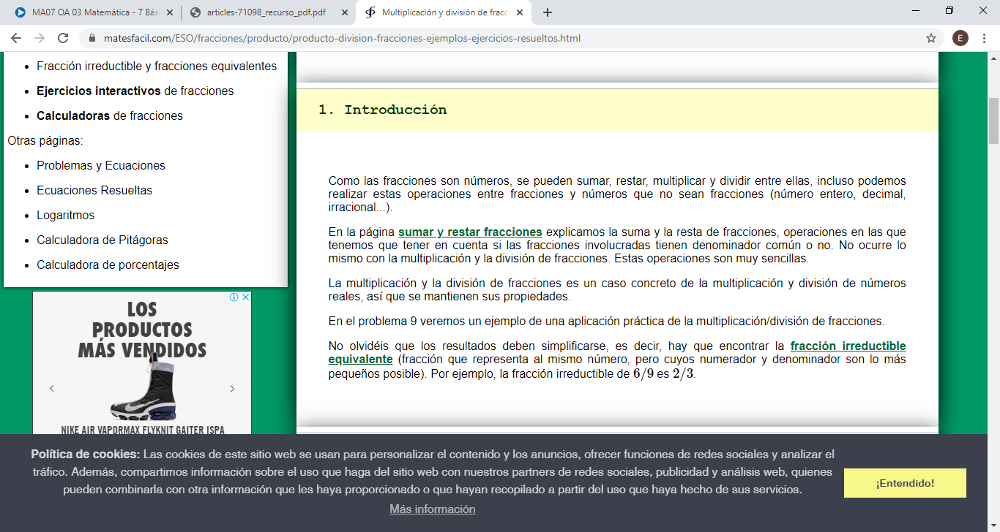 MA07 OA 03 Matemática - 7 Bás
articles-71098_recurso_pdf.pdf
Multiplicación y división de fracc
matesfacil.com/ESO/fracciones/producto/producto-division-fracciones-ejemplos-ejercicios-resueltos.html
E
Fracción irreductible y fracciones equivalentes
Ejercicios interactivos de fracciones
Calculadoras de fracciones
Otras páginas:
Problemas y Ecuaciones
Ecuaciones Resueltas
Logaritmos
Calculadora de Pitágoras
Calculadora de porcentajes
LOS
PRODUCTOS
MÁS VENDIDOS
NIKE AIR VAPORMAX FLYKNIT GAITER ISPA
1. Introducción
Como las fracciones son números, se pueden sumar, restar, multiplicar y dividir entre ellas, incluso podemos
realizar estas operaciones entre fracciones y números que no sean fracciones (número entero, decimal,
irracional...).
En la página sumar y restar fracciones explicamos la suma y la resta de fracciones, operaciones en las que
tenemos que tener en cuenta si las fracciones involucradas tienen denominador común o no. No ocurre lo
mismo con la multiplicación y la división de fracciones. Estas operaciones son muy sencillas.
La multiplicación y la división de fracciones es un caso concreto de la multiplicación y división de números
reales, así que se mantienen sus propiedades.
En el problema 9 veremos un ejemplo de una aplicación práctica de la multiplicación/división de fracciones.
No olvidéis que los resultados deben simplificarse, es decir, hay que encontrar la fracción irreductible
equivalente (fracción que representa al mismo número, pero cuyos numerador y denominador son lo más
pequeños posible). Por ejemplo, la fracción irreductible de 6/9 es 2/3.
Política de cookies: Las cookies de este sitio web se usan para personalizar el contenido y los anuncios, ofrecer funciones de redes sociales y analizar el
tráfico. Además, compartimos información sobre el uso que haga del sitio web con nuestros partners de redes sociales, publicidad y análisis web, quienes
pueden combinarla con otra información que les haya proporcionado o que hayan recopilado a partir del uso que haya hecho de sus servicios.
Más información
¡Entendido!